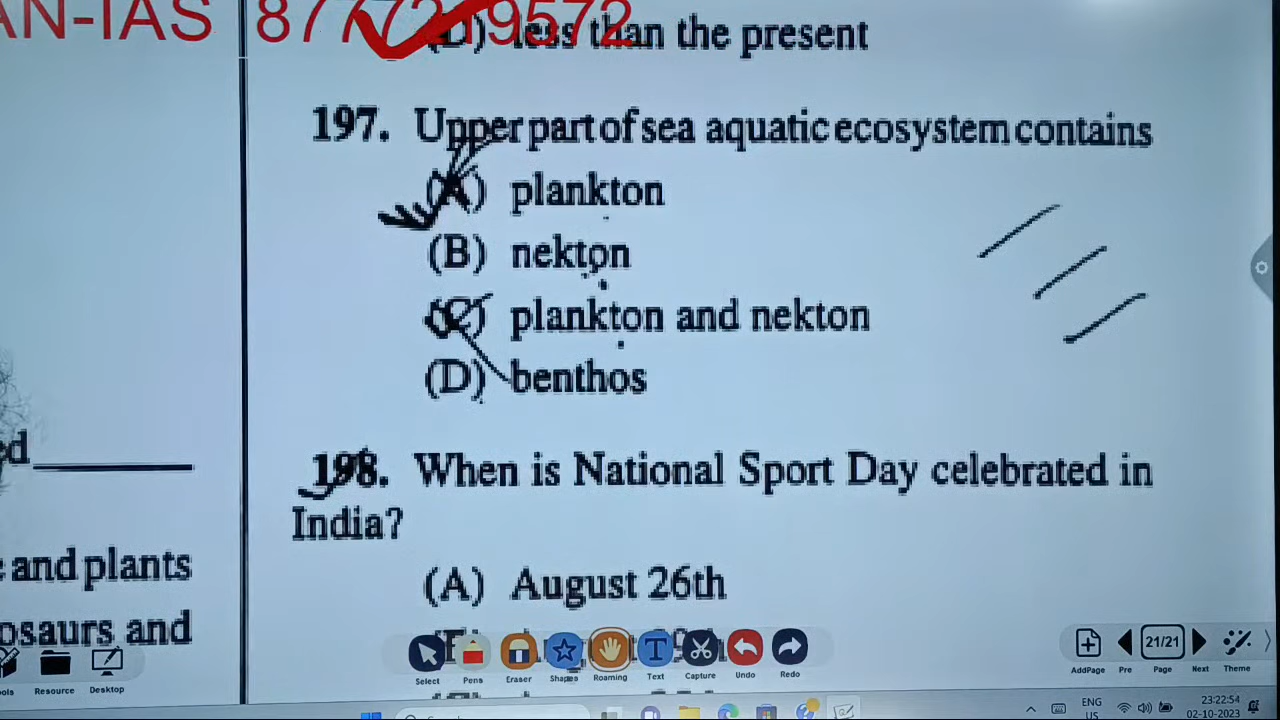 AN-IAS 8777219572
(D) less than the present
197. Upper part of sea aquatic ecosystem contains
(A) plankton
(B) nekton
(C) plankton and nekton
(D) benthos
ed
198. When is National Sport Day celebrated in
India?
and plants
(A) August 26th
osaurs and
ools Resource Desktop
Select Pens Eraser Shapes Roaming Text Capture Undo Redo
AddPage Pre 21/21 Page Next Theme
ENG
23:22:54
02-10-2023